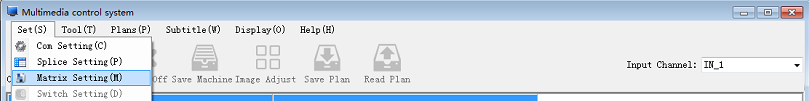 Multimedia control system
Set(S) Tool(T) Plans(P) Subtitle(W) Display(O) Help(H)
Com Setting(C)
Splice Setting(P)
Matrix Setting(M)
Switch Setting(D)
Off Save Machine Image Adjust Save Plan Read Plan
Input Channel: IN_1